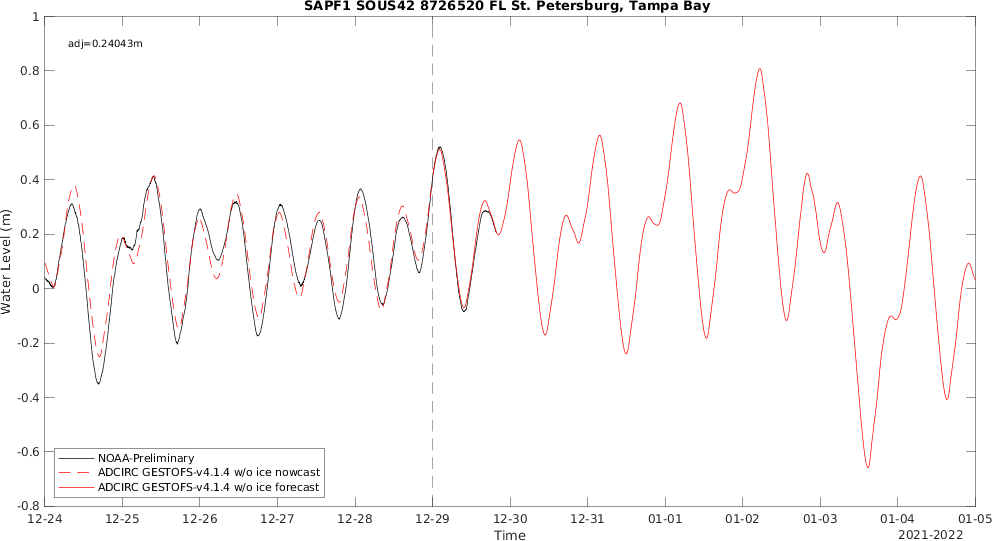 SAPF1 SOUS42 8726520 FL St. Petersburg, Tampa Bay
adj=0.24043m
1
0.8
0.6
0.4
0.2
0
-0.2
-0.4
-0.6
-0.8
Water Level (m)
NOAA-Preliminary
ADCIRC GESTOFS-v4.1.4 w/o ice nowcast
ADCIRC GESTOFS-v4.1.4 w/o ice forecast
12-24 12-25 12-26 12-27 12-28 12-29 12-30 12-31 01-01 01-02 01-03 01-04 01-05
Time
2021-2022